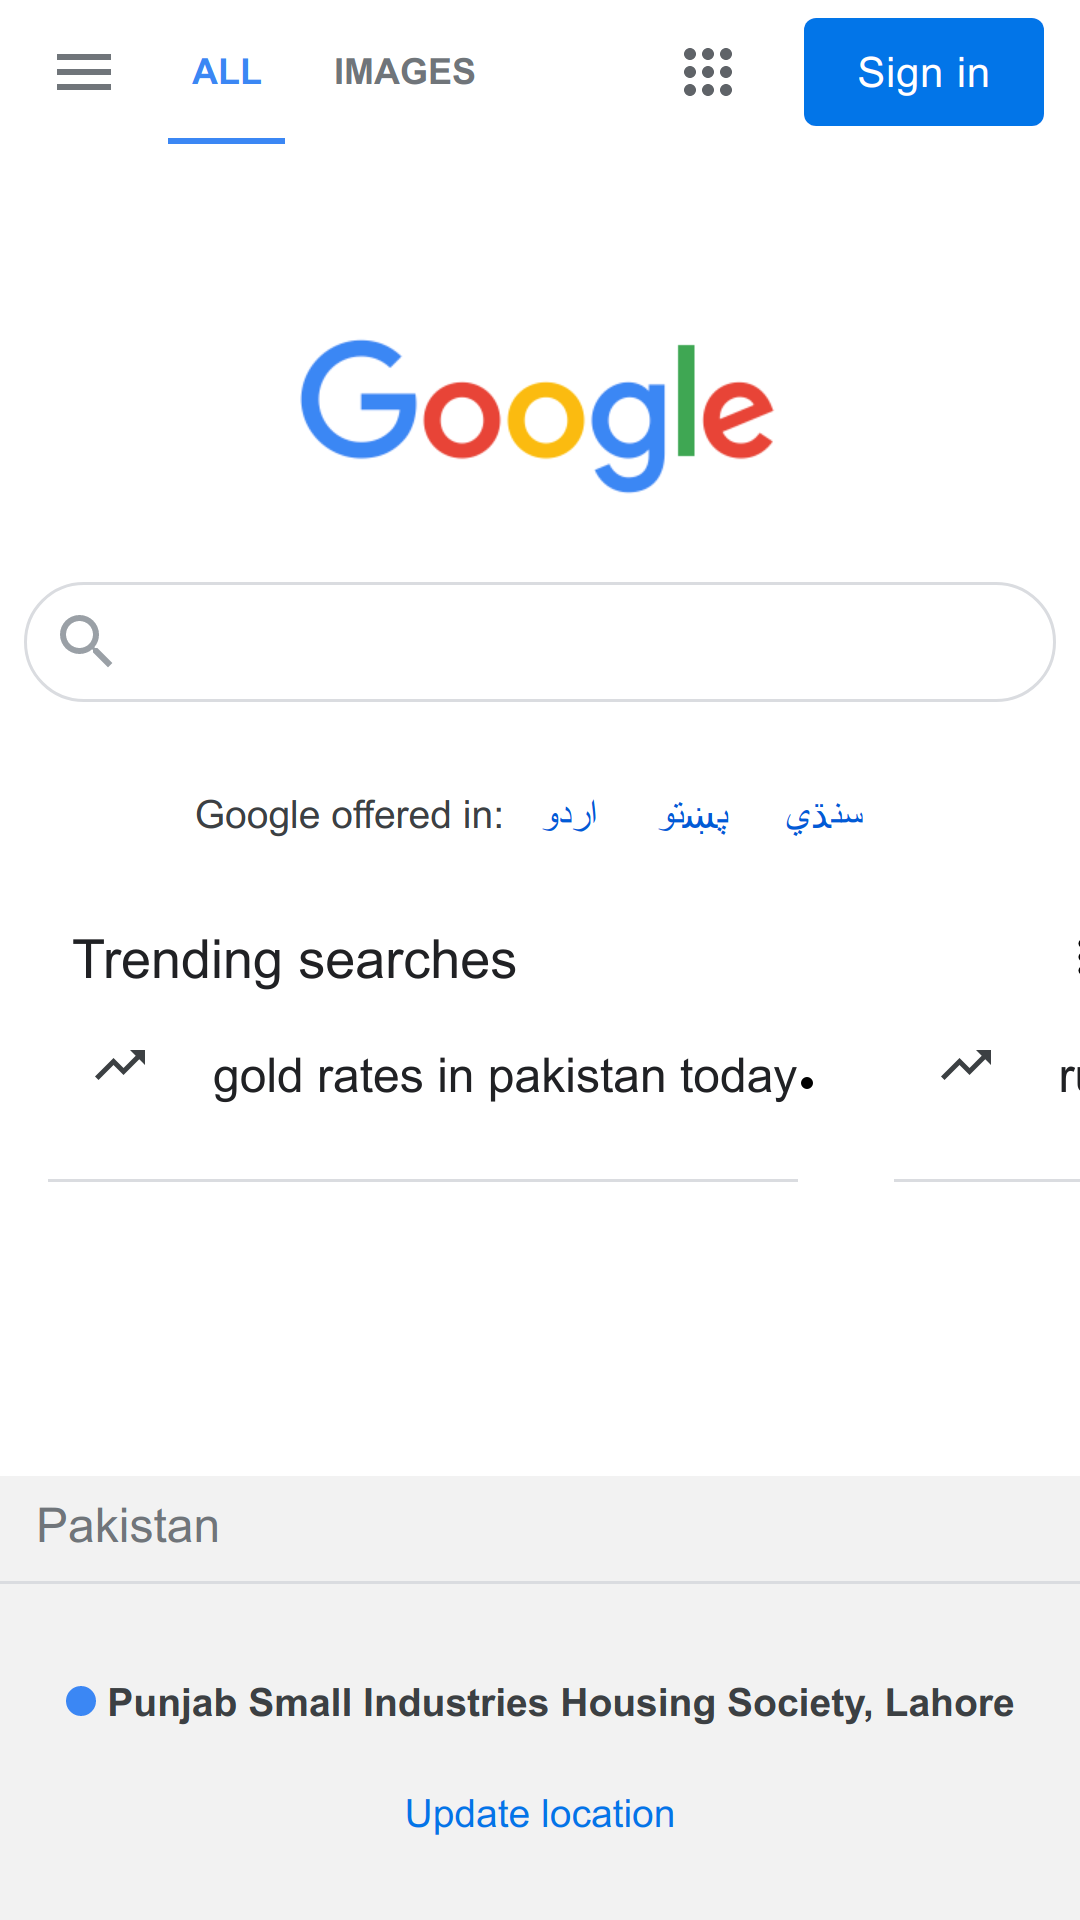 ALL IMAGES Sign in
Google
Google offered in: اردو پښتو سنڌي
Trending searches
gold rates in pakistan today
Pakistan
Punjab Small Industries Housing Society, Lahore
Update location